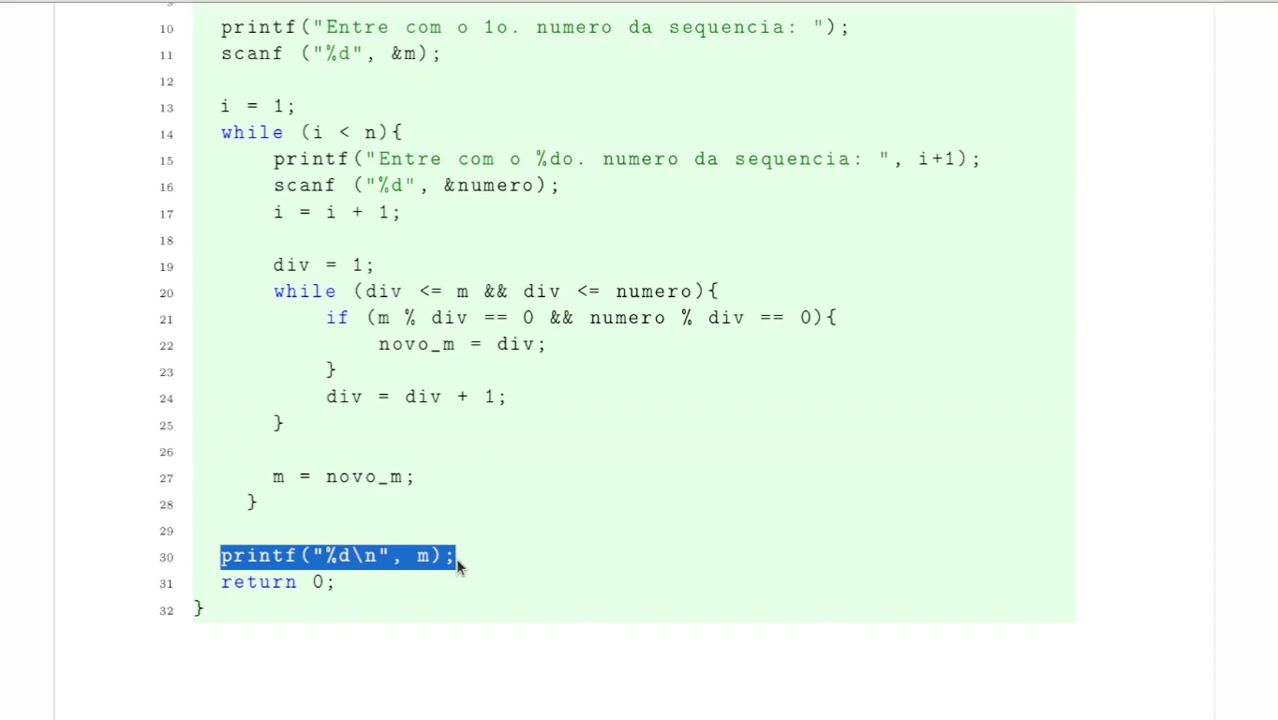 10 printf("Entre com o 1o. numero da sequencia: ");
11 scanf ("%d", &m);
12
13 i = 1;
14 while (i < n){
15 printf("Entre com o %do. numero da sequencia: ", i+1);
16 scanf ("%d", &numero);
17 i = i + 1;
18
19 div = 1;
20 while (div <= m && div <= numero){
21 if (m % div == 0 && numero % div == 0){
22 novo_m = div;
23 }
24 div = div + 1;
25 }
26
27 m = novo_m;
28 }
29
30 printf("%d\n", m);
31 return 0;
32 }